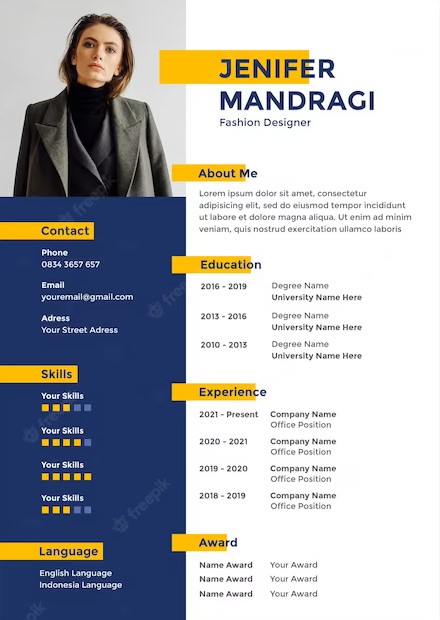 JENIFER
MANDRAGI
Fashion Designer
About Me
Lorem ipsum dolor sit amet, consectetur
adipisicing elit, sed do eiusmod tempor incididunt
ut labore et dolore magna aliqua. Ut enim ad minim
veniam, quis nostrud exercitation ullamco laboris
Contact
Phone
0834 3657 657
Email
youremail@gmail.com
Adress
Your Street Adress
Skills
Your Skills
Your Skills
Your Skills
Your Skills
Language
English Language
Indonesia Language
Education
2016 - 2019 Degree Name
University Name Here
2013 - 2016 Degree Name
University Name Here
2010 - 2013 Degree Name
University Name Here
Experience
2021 - Present Company Name
Office Position
2020 - 2021 Company Name
Office Position
2019 - 2020 Company Name
Office Position
2018 - 2019 Company Name
Office Position
Award
Name Award Your Award
Name Award Your Award
Name Award Your Award
freepik